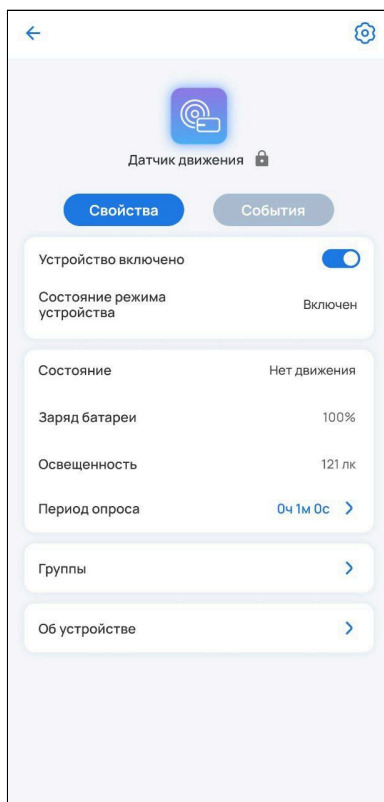 Датчик движения
Свойства
События
Устройство включено
Состояние режима
устройства
Включен
Состояние
Нет движения
Заряд батареи
100%
Освещенность
121 лк
Период опроса
0ч 1м 0с
Группы
Об устройстве